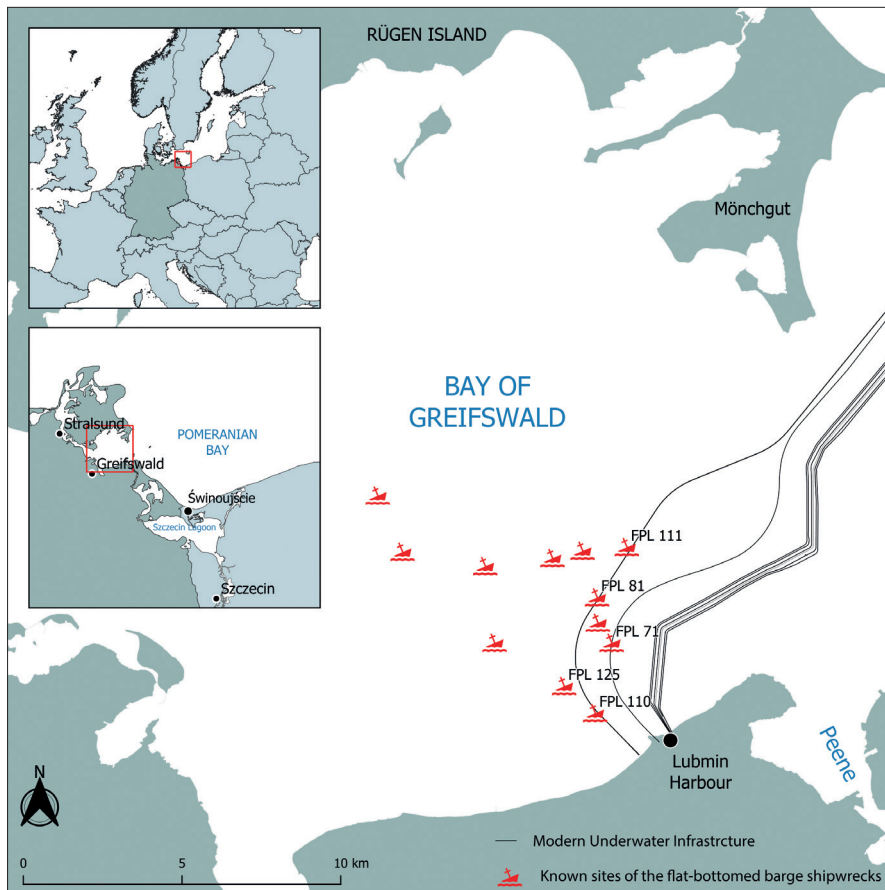 RÜGEN ISLAND
Mönchgut
BAY OF
GREIFSWALD
Stralsund
POMERANIAN
BAY
Greifswald
Świnoujście
Szczecin Lagoon
Szczecin
FPL 111
FPL 81
FPL 71
FPL 125
FPL 110
Lubmin
Harbour
Peene
N
0 5 10 km
Modern Underwater Infrastrcture
Known sites of the flat-bottomed barge shipwrecks